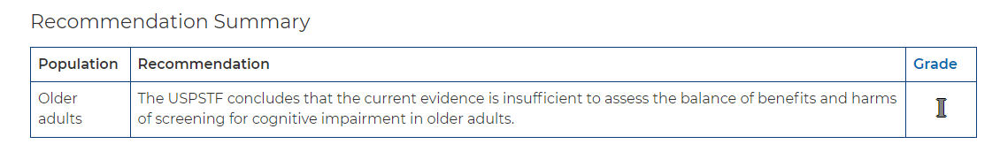 Recommendation Summary
Population Recommendation Grade
Older adults
The USPSTF concludes that the current evidence is insufficient to assess the balance of benefits and harms
of screening for cognitive impairment in older adults.
I